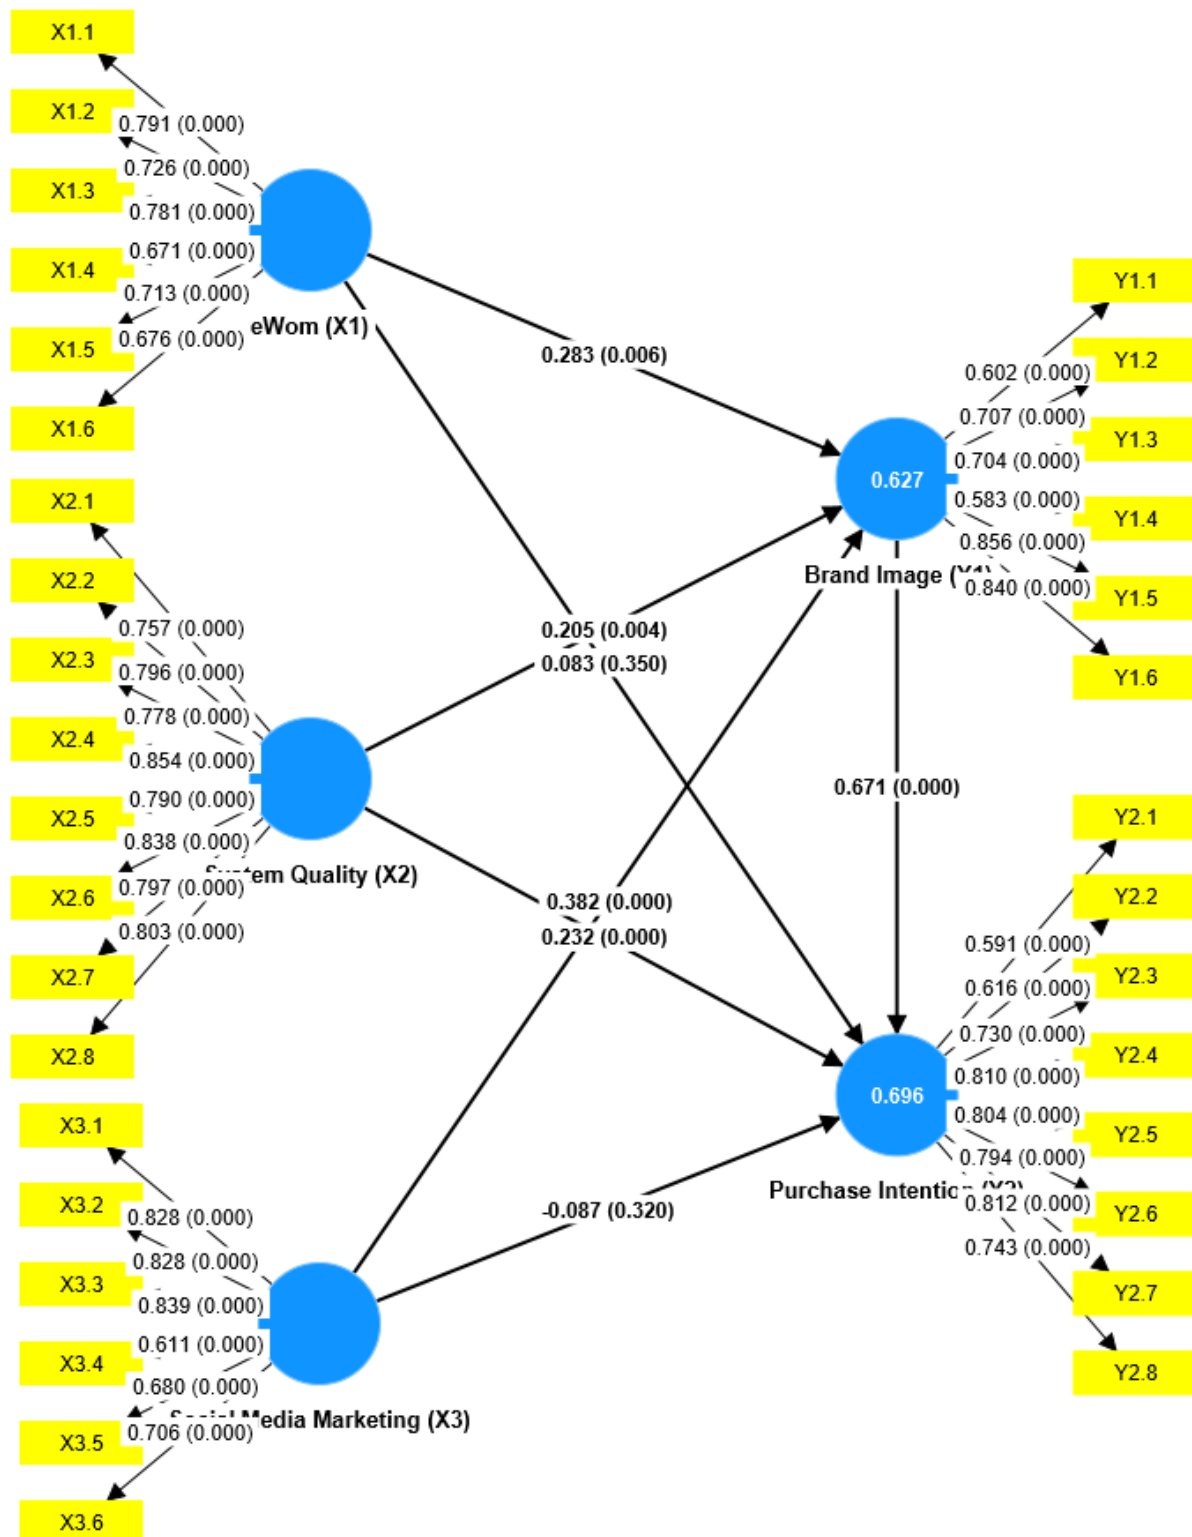 X1.1
X1.2
X1.3
X1.4
X1.5
X1.6
0.791 (0.000)
0.726 (0.000)
0.781 (0.000)
0.671 (0.000)
0.713 (0.000)
0.676 (0.000)
eWom (X1)
X2.1
X2.2
X2.3
X2.4
X2.5
X2.6
X2.7
X2.8
0.757 (0.000)
0.796 (0.000)
0.778 (0.000)
0.854 (0.000)
0.790 (0.000)
0.838 (0.000)
0.797 (0.000)
0.803 (0.000)
System Quality (X2)
X3.1
X3.2
X3.3
X3.4
X3.5
X3.6
0.828 (0.000)
0.828 (0.000)
0.839 (0.000)
0.611 (0.000)
0.680 (0.000)
0.706 (0.000)
Social Media Marketing (X3)
0.283 (0.006)
0.205 (0.004)
0.083 (0.350)
0.671 (0.000)
0.382 (0.000)
0.232 (0.000)
-0.087 (0.320)
0.627
Brand Image (Y1)
0.602 (0.000)
0.707 (0.000)
0.704 (0.000)
0.583 (0.000)
0.856 (0.000)
0.840 (0.000)
Y1.1
Y1.2
Y1.3
Y1.4
Y1.5
Y1.6
0.696
Purchase Intention (Y2)
0.591 (0.000)
0.616 (0.000)
0.730 (0.000)
0.810 (0.000)
0.804 (0.000)
0.794 (0.000)
0.812 (0.000)
0.743 (0.000)
Y2.1
Y2.2
Y2.3
Y2.4
Y2.5
Y2.6
Y2.7
Y2.8